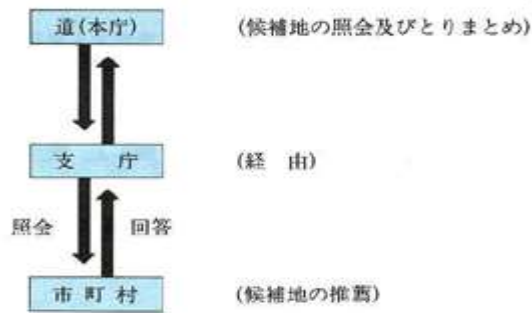 道(本庁) (候補地の照会及びとりまとめ)
支 庁 (経 由)
照会 回答
市 町 村 (候補地の推薦)